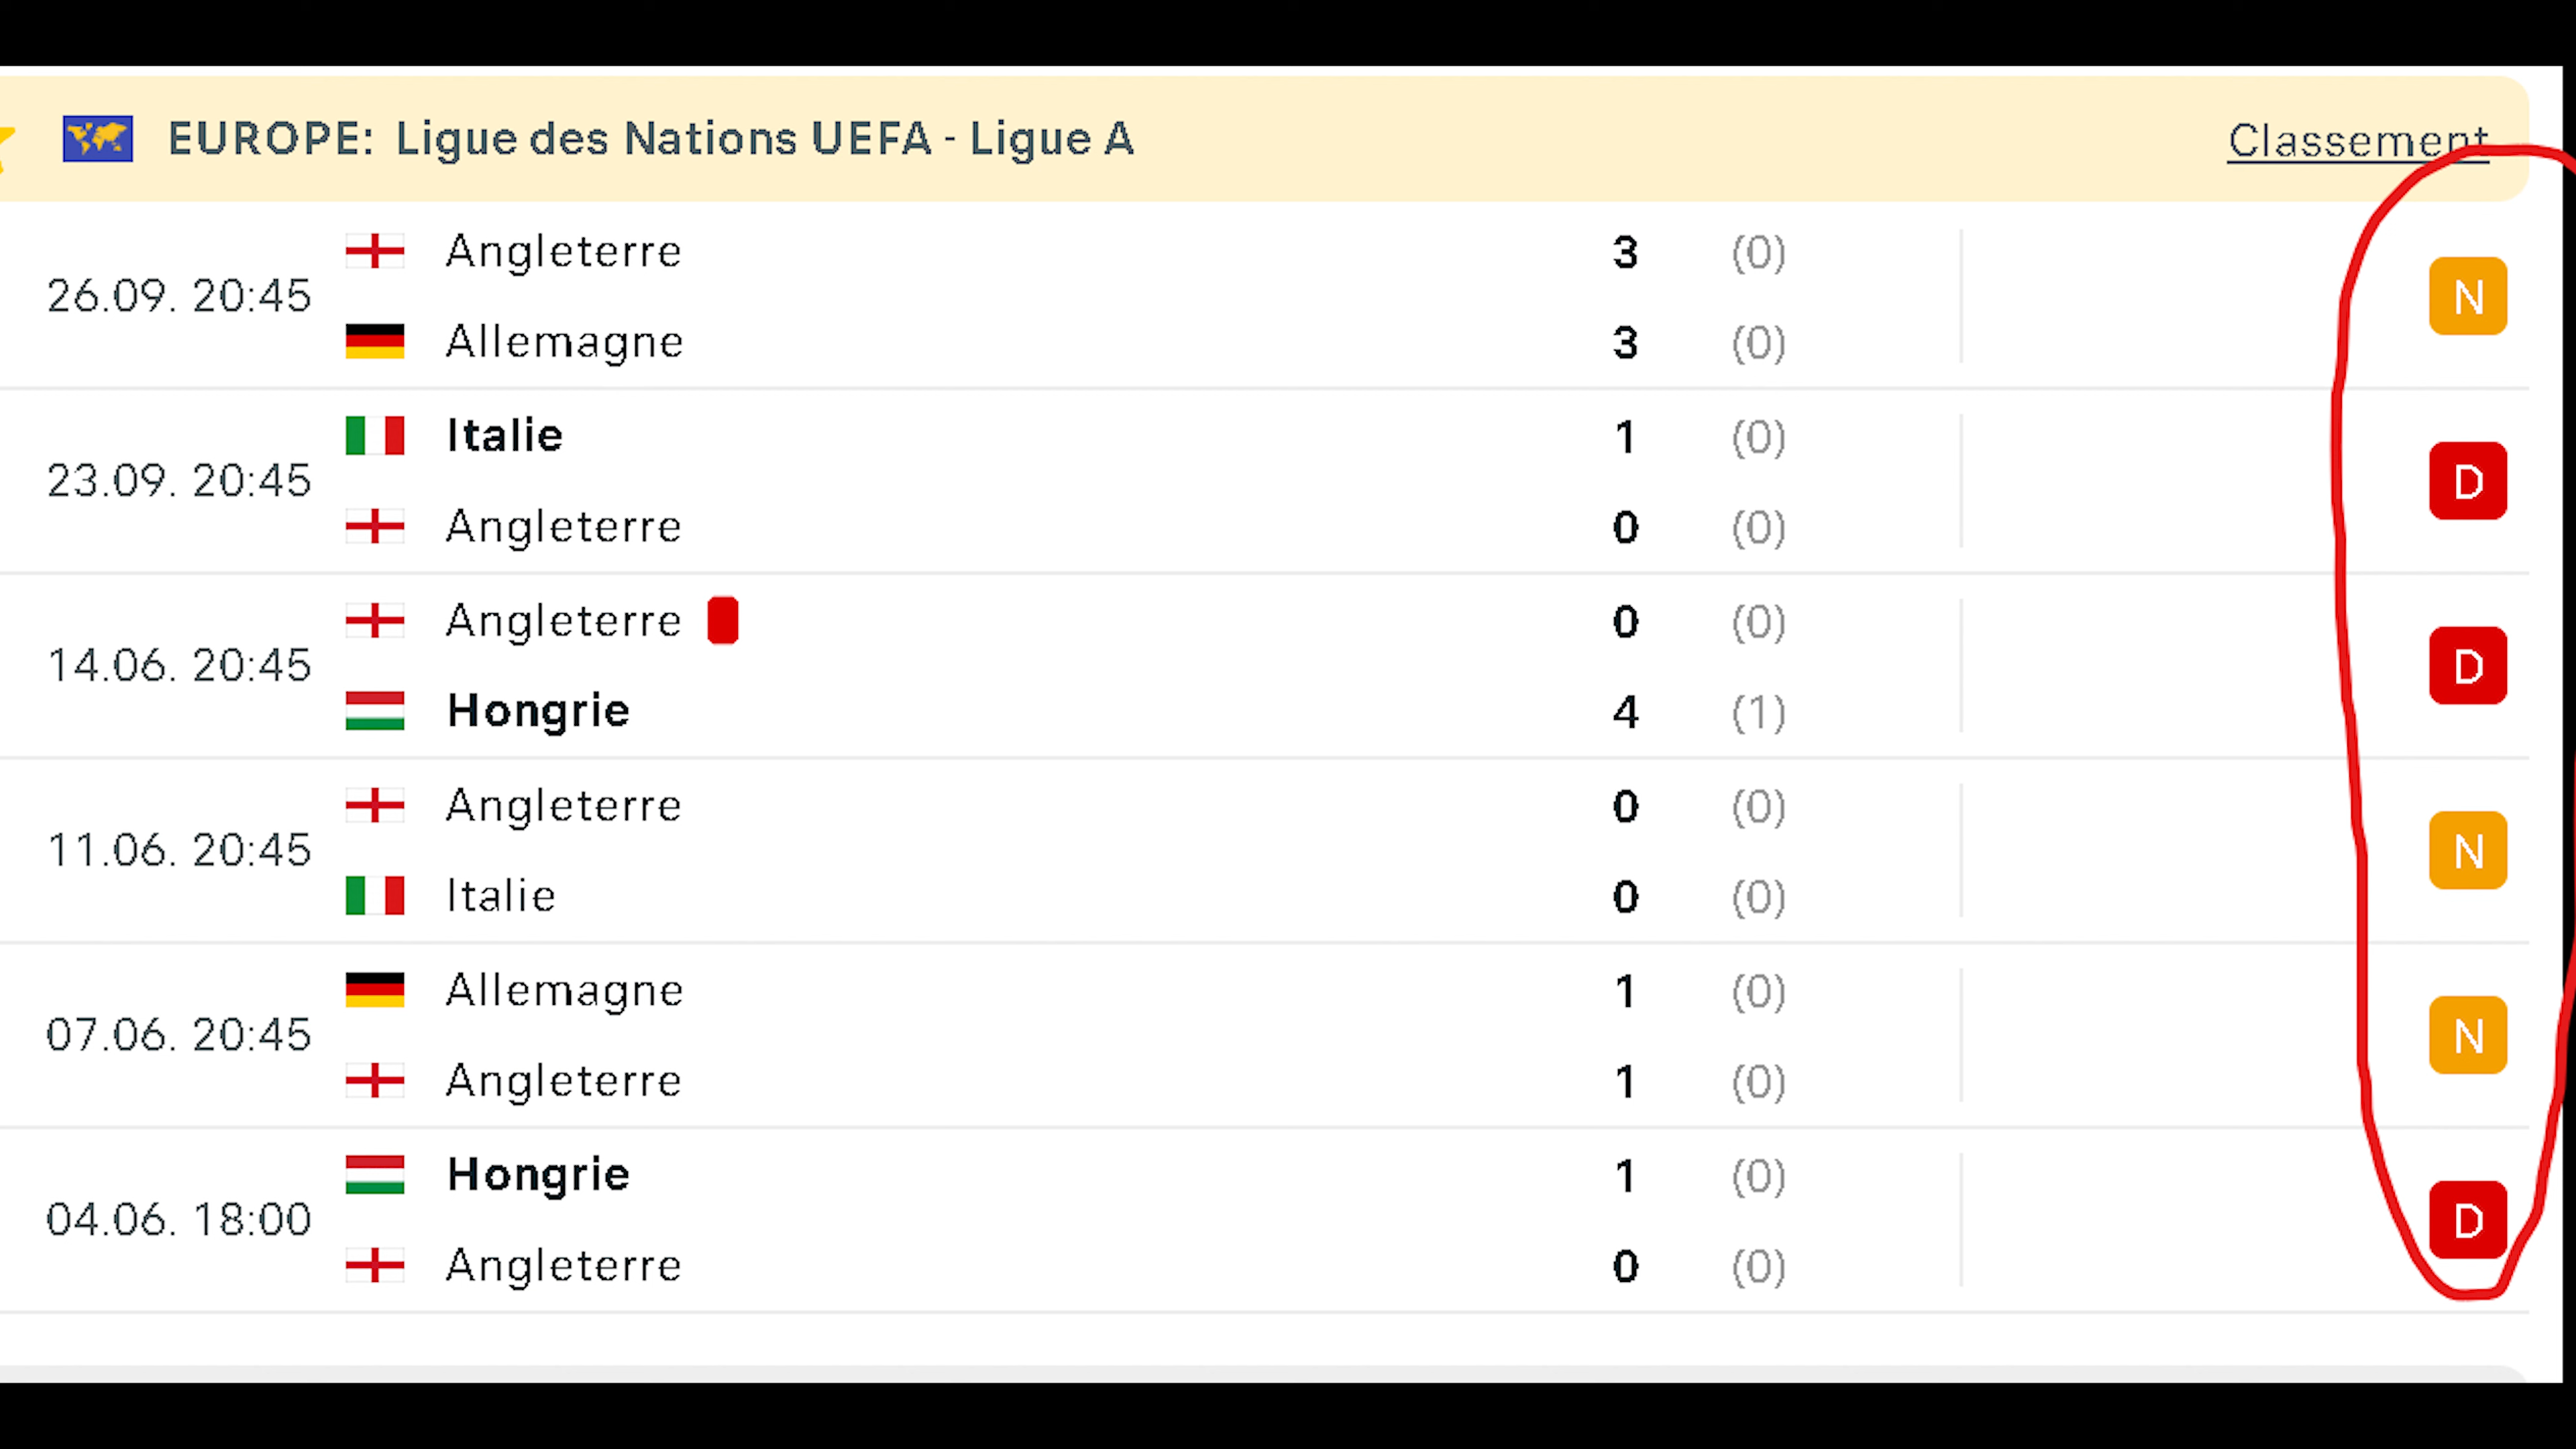 EUROPE: Ligue des Nations UEFA - Ligue A Classement
26.09. 20:45
Angleterre 3 (0)
Allemagne 3 (0)
N
23.09. 20:45
Italie 1 (0)
Angleterre 0 (0)
D
14.06. 20:45
Angleterre 0 (0)
Hongrie 4 (1)
D
11.06. 20:45
Angleterre 0 (0)
Italie 0 (0)
N
07.06. 20:45
Allemagne 1 (0)
Angleterre 1 (0)
N
04.06. 18:00
Hongrie 1 (0)
Angleterre 0 (0)
D